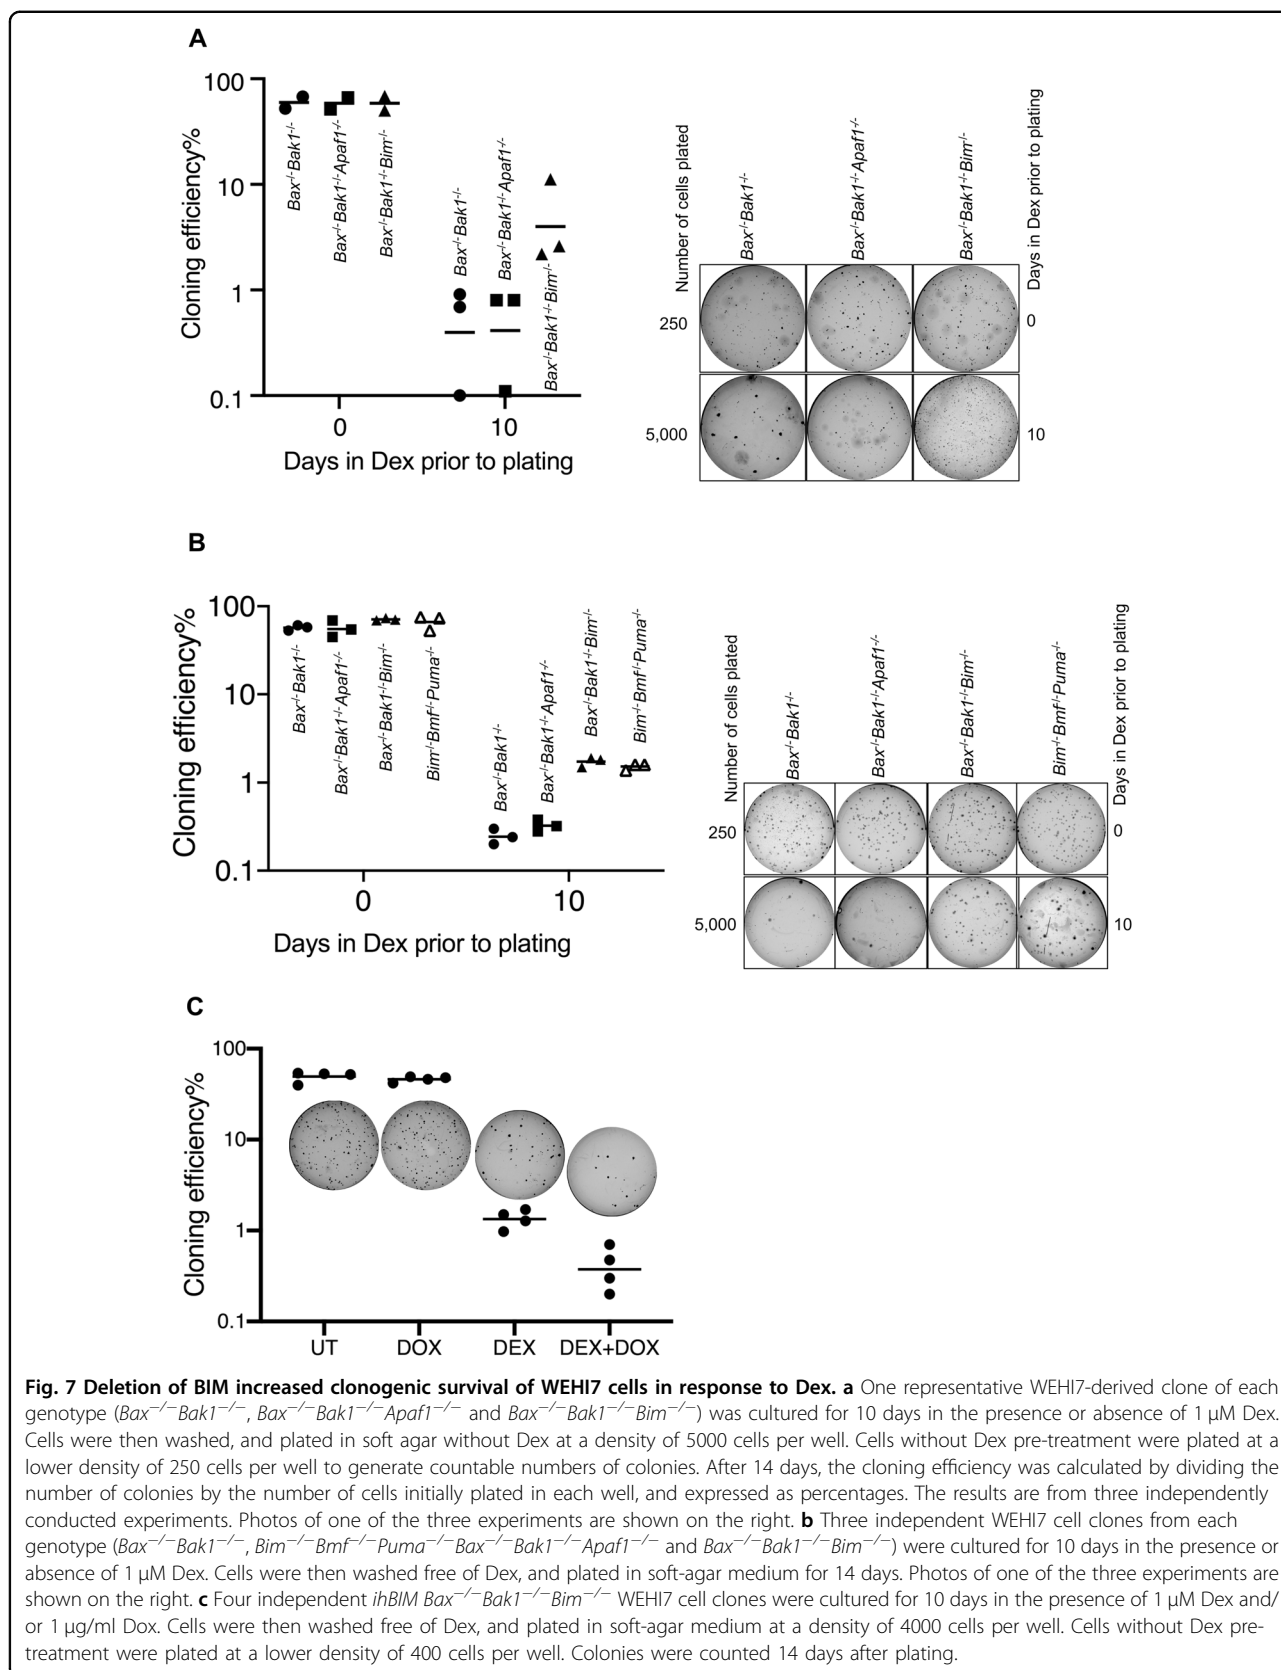 A
100
10
1
0.1
Cloning efficiency%
Bax-/-Bak1-/-
Bax-/-Bak1-/-Apaf1-/-
Bax-/-Bak1-/-Bim-/-
Bax-/-Bak1-/-
Bax-/-Bak1-/-Apaf1-/-
Bax-/-Bak1-/-Bim-/-
0 10
Days in Dex prior to plating
Number of cells plated
Bax-/-Bak1-/-
Bax-/-Bak1-/-Apaf1-/-
Bax-/-Bak1-/-Bim-/-
Days in Dex prior to plating
250 0
5,000 10
B
100
10
1
0.1
Cloning efficiency%
Bax-/-Bak1-/-
Bax-/-Bak1-/-Apaf1-/-
Bax-/-Bak1-/-Bim-/-
Bim-/-Bmf-/-Puma-/-
Bax-/-Bak1-/-
Bax-/-Bak1-/-Apaf1-/-
Bax-/-Bak1-/-Bim-/-
Bim-/-Bmf-/-Puma-/-
0 10
Days in Dex prior to plating
Number of cells plated
Bax-/-Bak1-/-
Bax-/-Bak1-/-Apaf1-/-
Bax-/-Bak1-/-Bim-/-
Bim-/-Bmf-/-Puma-/-
Days in Dex prior to plating
250 0
5,000 10
C
100
10
1
0.1
Cloning efficiency%
UT DOX DEX DEX+DOX
Fig. 7 Deletion of BIM increased clonogenic survival of WEHI7 cells in response to Dex. a One representative WEHI7-derived clone of each
genotype (Bax−/−Bak1−/−, Bax−/−Bak1−/−Apaf1−/− and Bax−/−Bak1−/−Bim−/−) was cultured for 10 days in the presence or absence of 1 µM Dex.
Cells were then washed, and plated in soft agar without Dex at a density of 5000 cells per well. Cells without Dex pre-treatment were plated at a
lower density of 250 cells per well to generate countable numbers of colonies. After 14 days, the cloning efficiency was calculated by dividing the
number of colonies by the number of cells initially plated in each well, and expressed as percentages. The results are from three independently
conducted experiments. Photos of one of the three experiments are shown on the right. b Three independent WEHI7 cell clones from each
genotype (Bax−/−Bak1−/−, Bim−/−Bmf−/−Puma−/−Bax−/−Bak1−/−Apaf1−/− and Bax−/−Bak1−/−Bim−/−) were cultured for 10 days in the presence or
absence of 1 µM Dex. Cells were then washed free of Dex, and plated in soft-agar medium for 14 days. Photos of one of the three experiments are
shown on the right. c Four independent ihBIM Bax−/−Bak1−/−Bim−/− WEHI7 cell clones were cultured for 10 days in the presence of 1 µM Dex and/
or 1 µg/ml Dox. Cells were then washed free of Dex, and plated in soft-agar medium at a density of 4000 cells per well. Cells without Dex pre-
treatment were plated at a lower density of 400 cells per well. Colonies were counted 14 days after plating.